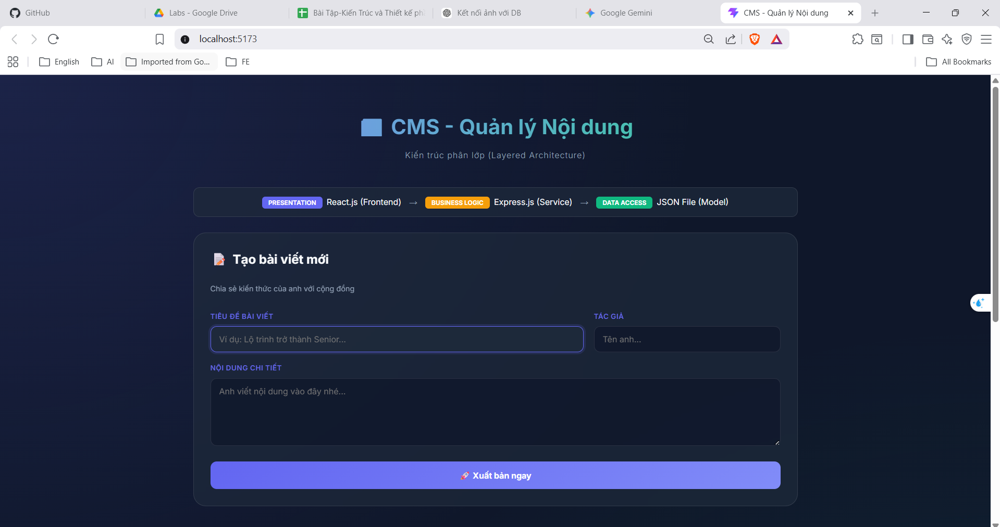 GitHub
Labs - Google Drive
Bài Tập-Kiến Trúc và Thiết kế ph
Kết nối ảnh với DB
Google Gemini
CMS - Quản lý Nội dung
localhost:5173
English
AI
Imported from Go...
FE
All Bookmarks
CMS - Quản lý Nội dung
Kiến trúc phân lớp (Layered Architecture)
PRESENTATION React.js (Frontend) → BUSINESS LOGIC Express.js (Service) → DATA ACCESS JSON File (Model)
Tạo bài viết mới
Chia sẻ kiến thức của anh với cộng đồng
TIÊU ĐỀ BÀI VIẾT
TÁC GIẢ
Ví dụ: Lộ trình trở thành Senior...
Tên anh...
NỘI DUNG CHI TIẾT
Anh viết nội dung vào đây nhé...
🚀 Xuất bản ngay